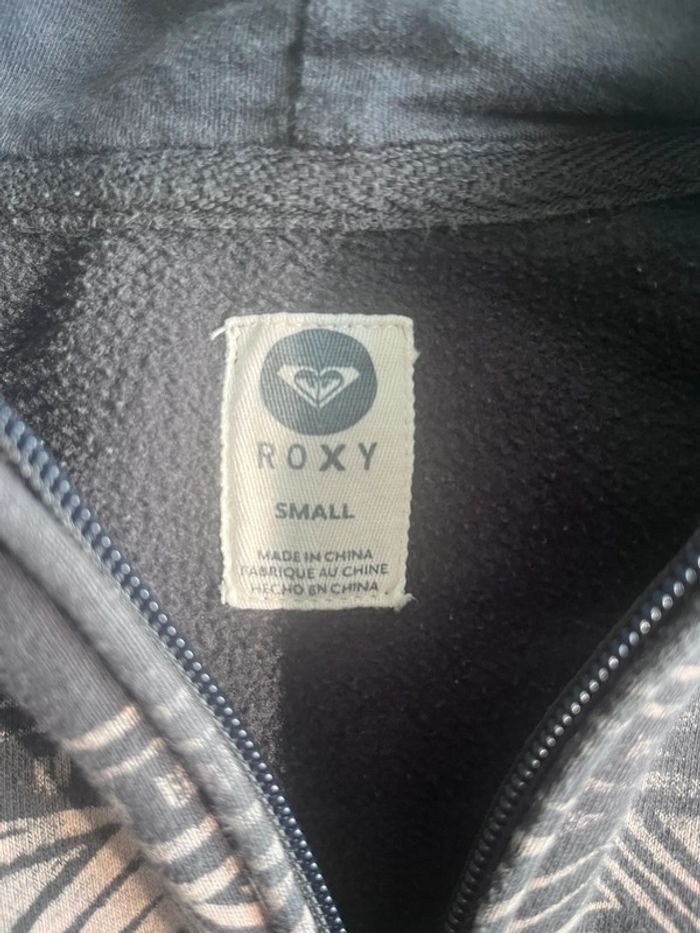 ROXY
SMALL
MADE IN CHINA
FABRIQUE AU CHINE
HECHO EN CHINA